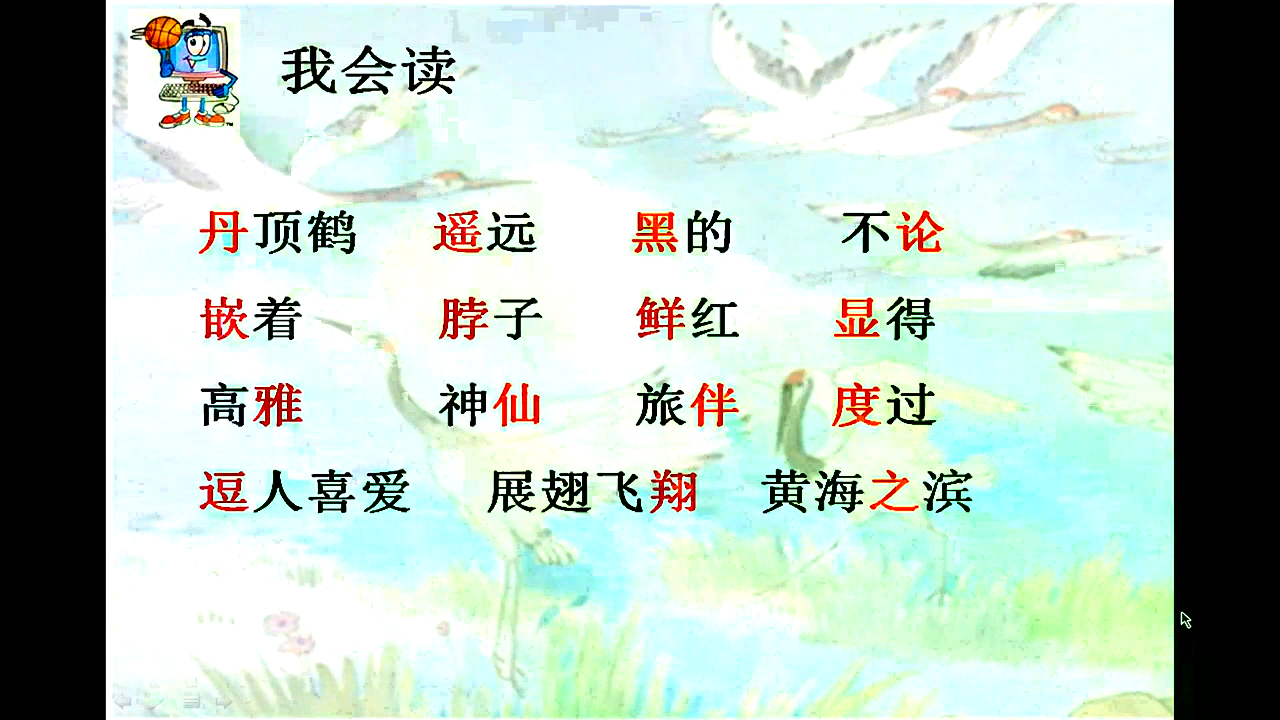 我会读
丹顶鹤 遥远 黑的 不论
嵌着 脖子 鲜红 显得
高雅 神仙 旅伴 度过
逗人喜爱 展翅飞翔 黄海之滨